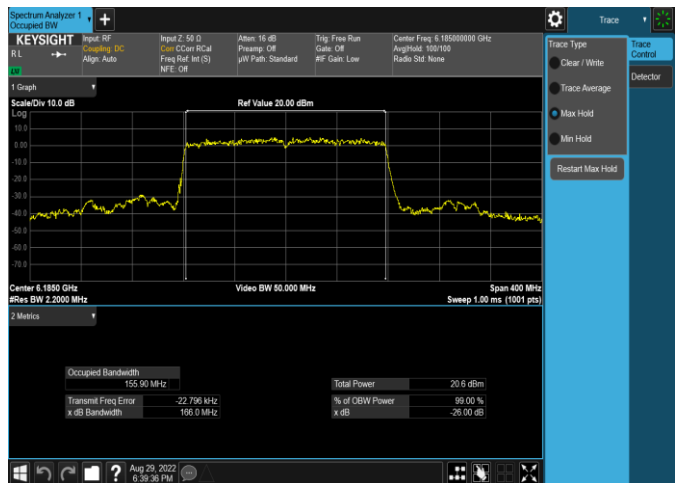 Spectrum Analyzer 1
Occupied BW
KEYSIGHT
RL
Input: RF
Coupling: DC
Align: Auto
Input Z: 50 Ω
Corr CCorr RCal
Freq Ref: Int (S)
NFE: Off
Atten: 16 dB
Preamp: Off
µW Path: Standard
Trig: Free Run
Gate: Off
#IF Gain: Low
Center Freq: 6.185000000 GHz
Avg|Hold: 100/100
Radio Std: None
1 Graph
Scale/Div 10.0 dB
Ref Value 20.00 dBm
Log
10.0
0.00
-10.0
-20.0
-30.0
-40.0
-50.0
-60.0
-70.0
Center 6.1850 GHz
Video BW 50.000 MHz
Span 400 MHz
#Res BW 2.2000 MHz
Sweep 1.00 ms (1001 pts)
2 Metrics
Occupied Bandwidth
155.90 MHz
Total Power 20.6 dBm
Transmit Freq Error -22.796 kHz
% of OBW Power 99.00 %
x dB Bandwidth 166.0 MHz
x dB -26.00 dB
Aug 29, 2022
6:39:36 PM
Trace
Trace Type
Clear / Write
Trace Average
Max Hold
Min Hold
Restart Max Hold
Trace
Control
Detector